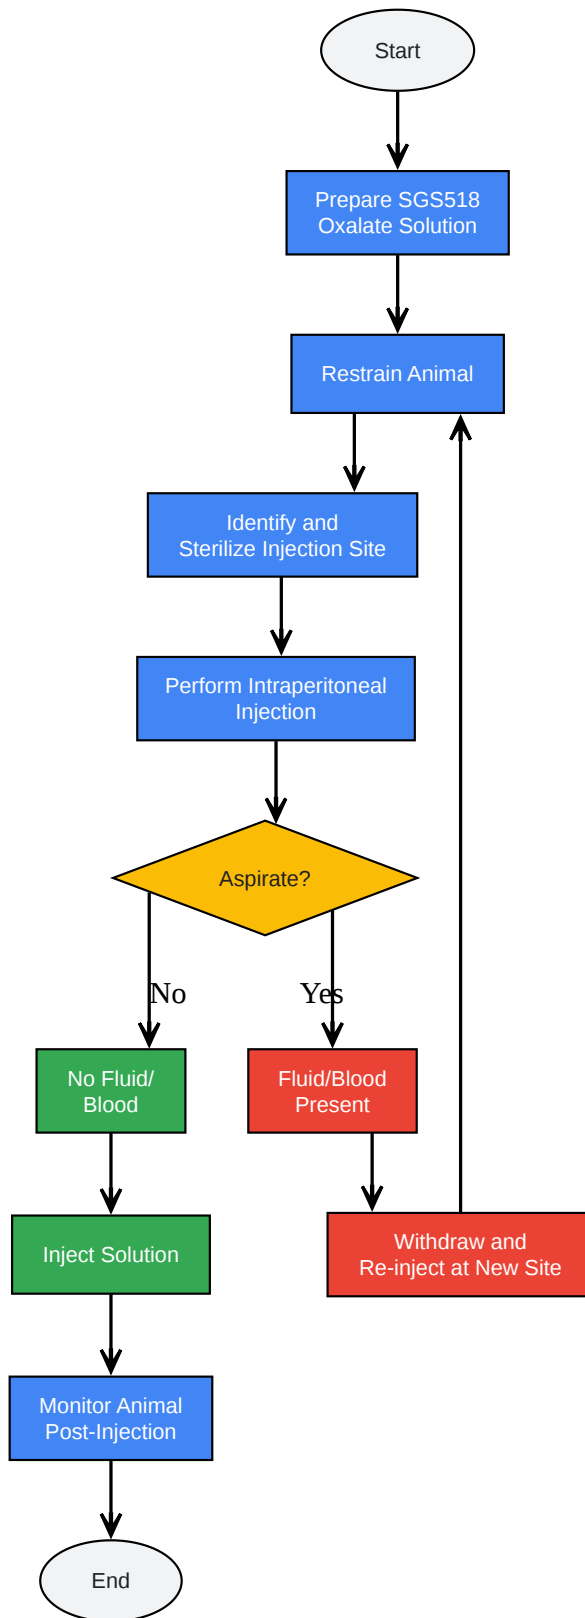 Start
Prepare SGS518
Oxalate Solution
Restrain Animal
Identify and
Sterilize Injection Site
Perform Intraperitoneal
Injection
Aspirate?
No
Yes
No Fluid/
Blood
Fluid/Blood
Present
Inject Solution
Withdraw and
Re-inject at New Site
Monitor Animal
Post-Injection
End